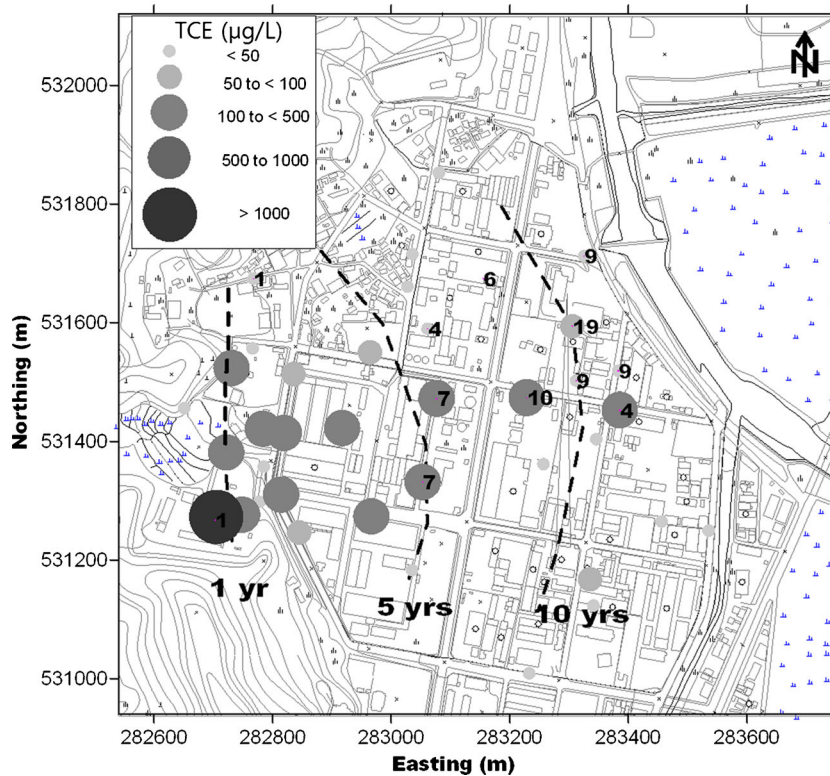 TCE (µg/L)
< 50
50 to < 100
100 to < 500
500 to 1000
> 1000
N
532000
531800
531600
531400
531200
531000
Northing (m)
1
9
6
19
4
9
9
7
10
4
7
1
1 yr
5 yrs
10 yrs
282600
282800
283000
283200
283400
283600
Easting (m)